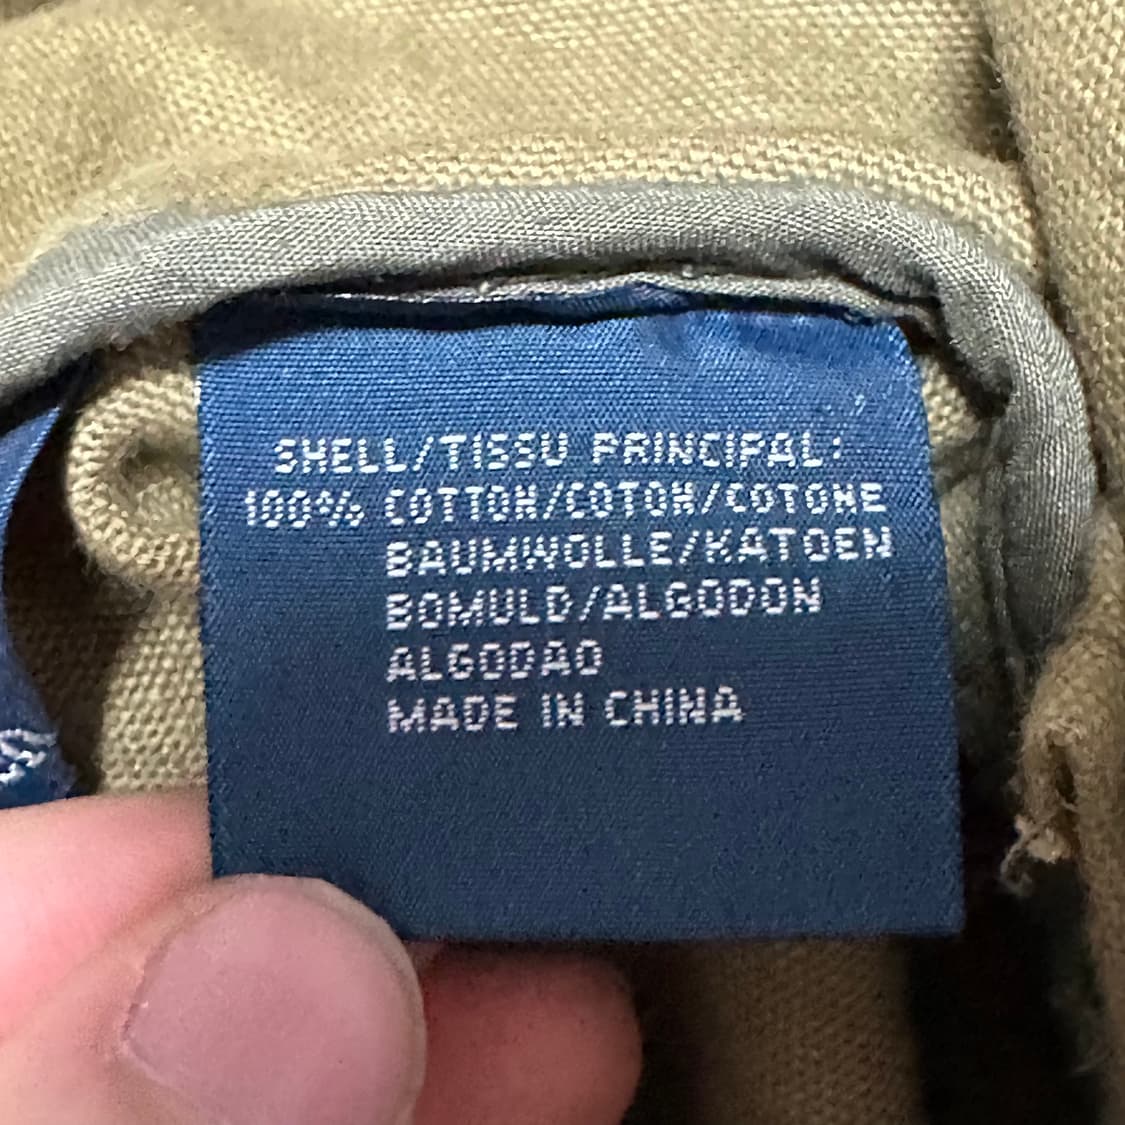 SHELL/TISSU PRINCIPAL:
100% COTTON/COTON/COTONE
BAUMWOLLE/KATOEN
BOMULD/ALGODON
ALGODAO
MADE IN CHINA